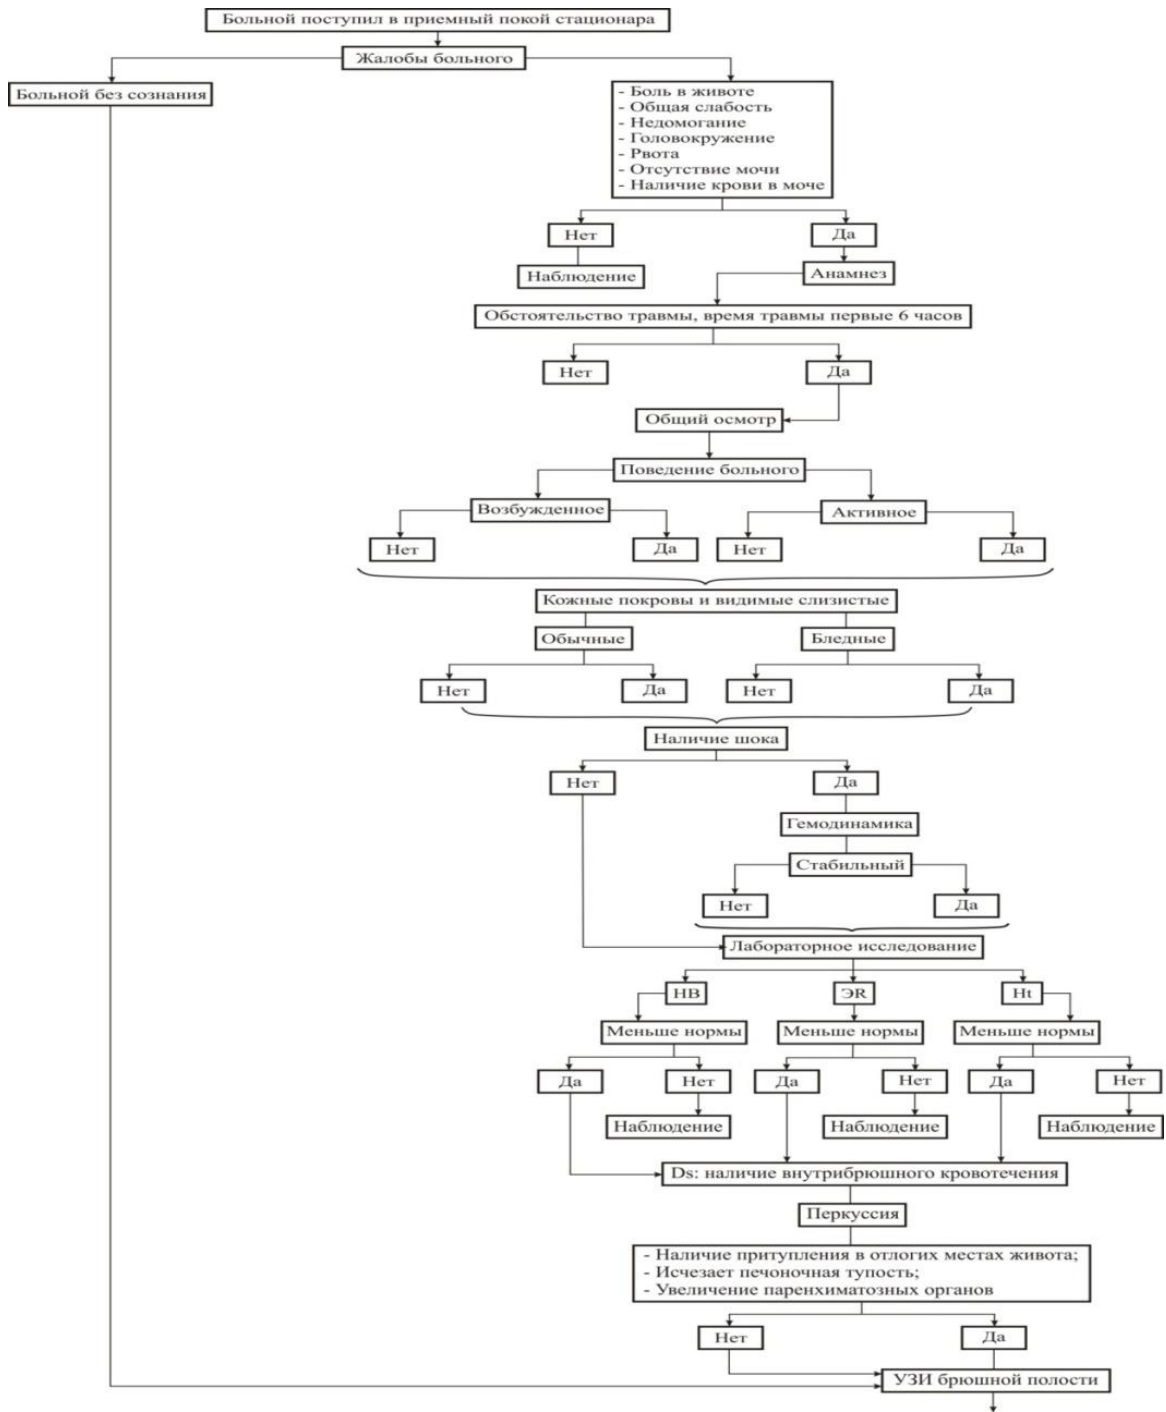 Больной поступил в приемный покой стационара
Жалобы больного
Больной без сознания
- Боль в животе
- Общая слабость
- Недомогание
- Головокружение
- Рвота
- Отсутствие мочи
- Наличие крови в моче
Нет
Да
Наблюдение
Анамнез
Обстоятельство травмы, время травмы первые 6 часов
Нет
Да
Общий осмотр
Поведение больного
Возбужденное
Активное
Нет
Да
Нет
Да
Кожные покровы и видимые слизистые
Обычные
Бледные
Нет
Да
Нет
Да
Наличие шока
Нет
Да
Гемодинамика
Стабильный
Нет
Да
Лабораторное исследование
НВ
ЭR
Ht
Меньше нормы
Меньше нормы
Меньше нормы
Да
Нет
Да
Нет
Да
Нет
Наблюдение
Наблюдение
Наблюдение
Ds: наличие внутрибрюшного кровотечения
Перкуссия
- Наличие притупления в отлогих местах живота;
- Исчезает печоночная тупость;
- Увеличение паренхиматозных органов
Нет
Да
УЗИ брюшной полости